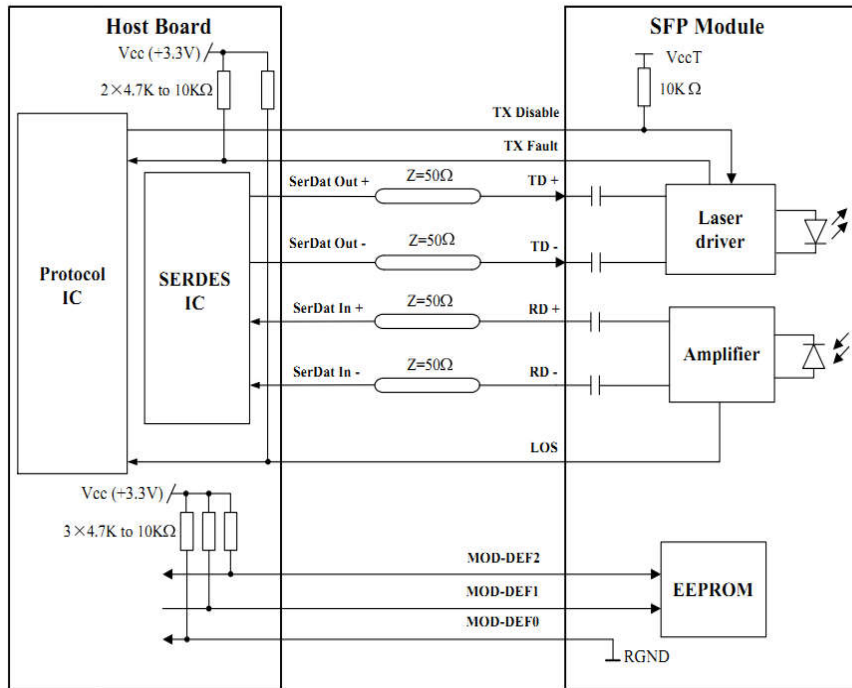 Host Board
SFP Module
Vcc (+3.3V)
VccT
2×4.7K to 10KΩ
10K Ω
TX Disable
TX Fault
SerDat Out +
Z=50Ω
TD +
Laser driver
SerDat Out -
Z=50Ω
TD -
Protocol IC
SERDES IC
SerDat In +
Z=50Ω
RD +
Amplifier
SerDat In -
Z=50Ω
RD -
LOS
Vcc (+3.3V)
3×4.7K to 10KΩ
MOD-DEF2
EEPROM
MOD-DEF1
MOD-DEF0
RGND